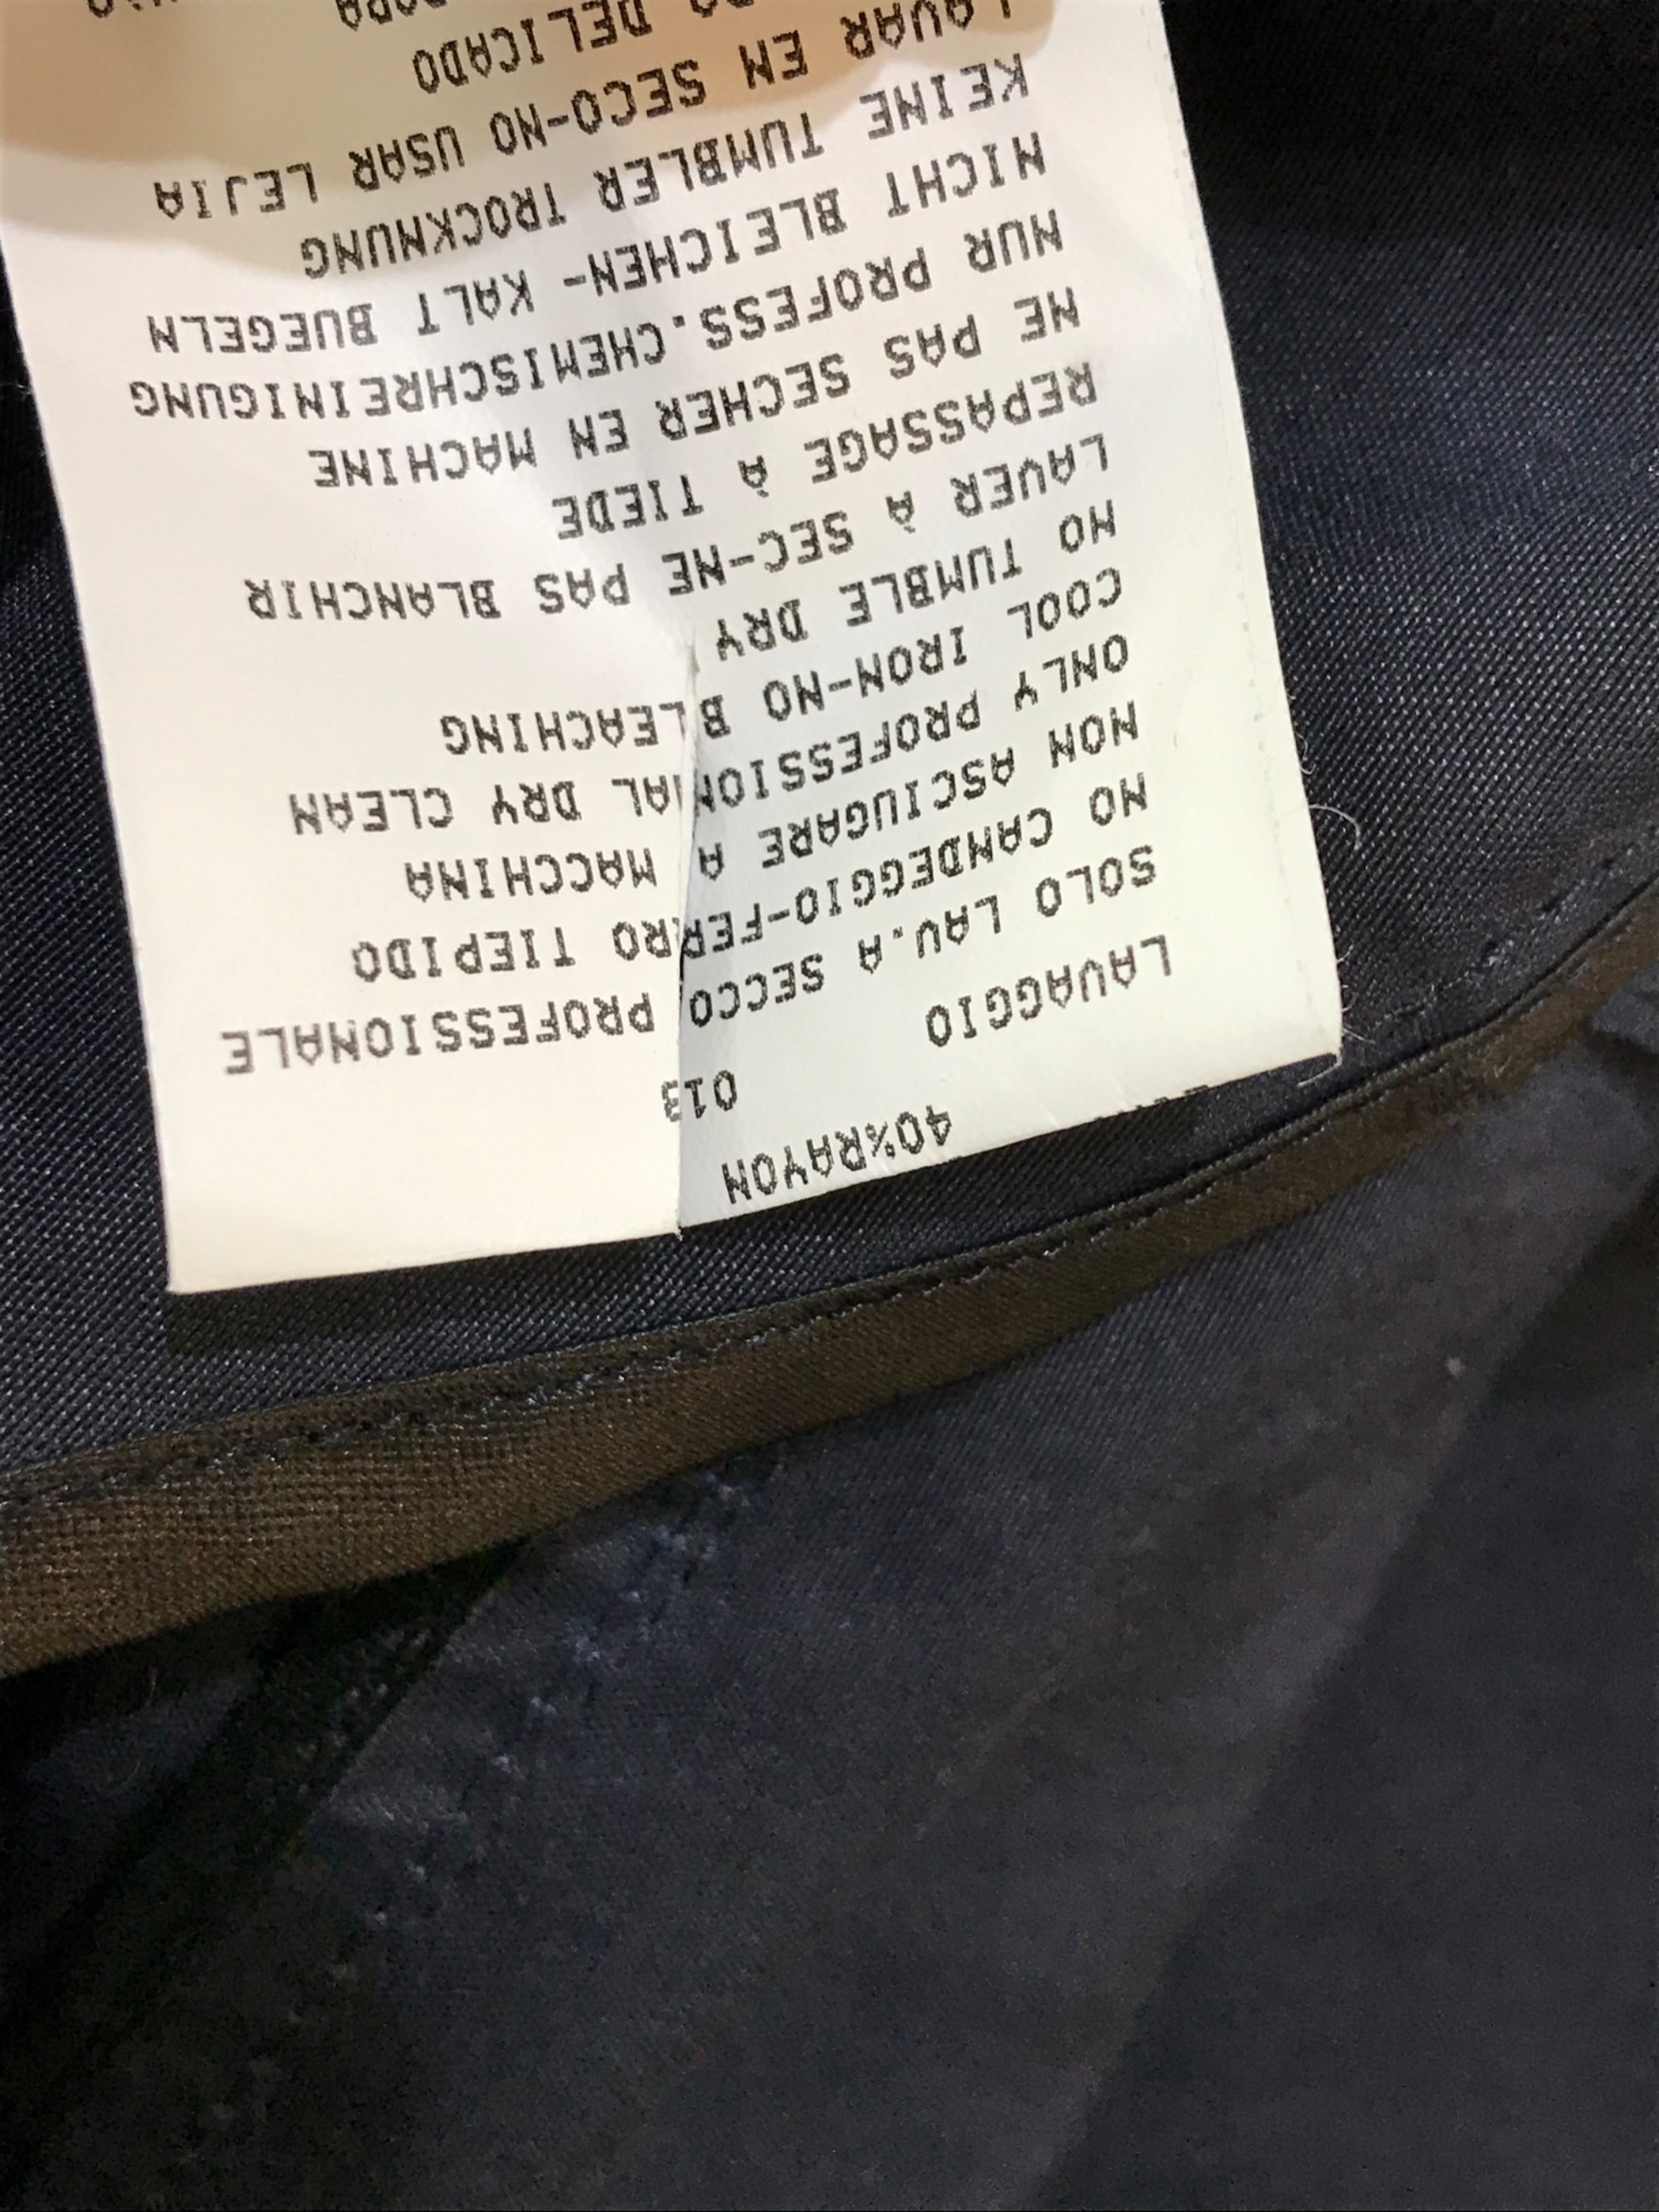 40%RAYON
013
LAVAGGIO
SOLO LAV.A SECCO PROFESSIONALE
NO CANDEGGIO-FERRO TIEPIDO
NON ASCIUGARE A MACCHINA
ONLY PROFESSIONAL DRY CLEAN
COOL IRON-NO BLEACHING
NO TUMBLE DRY
LAVER À SEC-NE PAS BLANCHIR
REPASSAGE À TIEDE
NE PAS SECHER EN MACHINE
NUR PROFESS.CHEMISCHREINIGUNG
NICHT BLEICHEN- KALT BUEGELN
KEINE TUMBLER TROCKNUNG
LAVAR EN SECO-NO USAR LEJIA
DELICADO